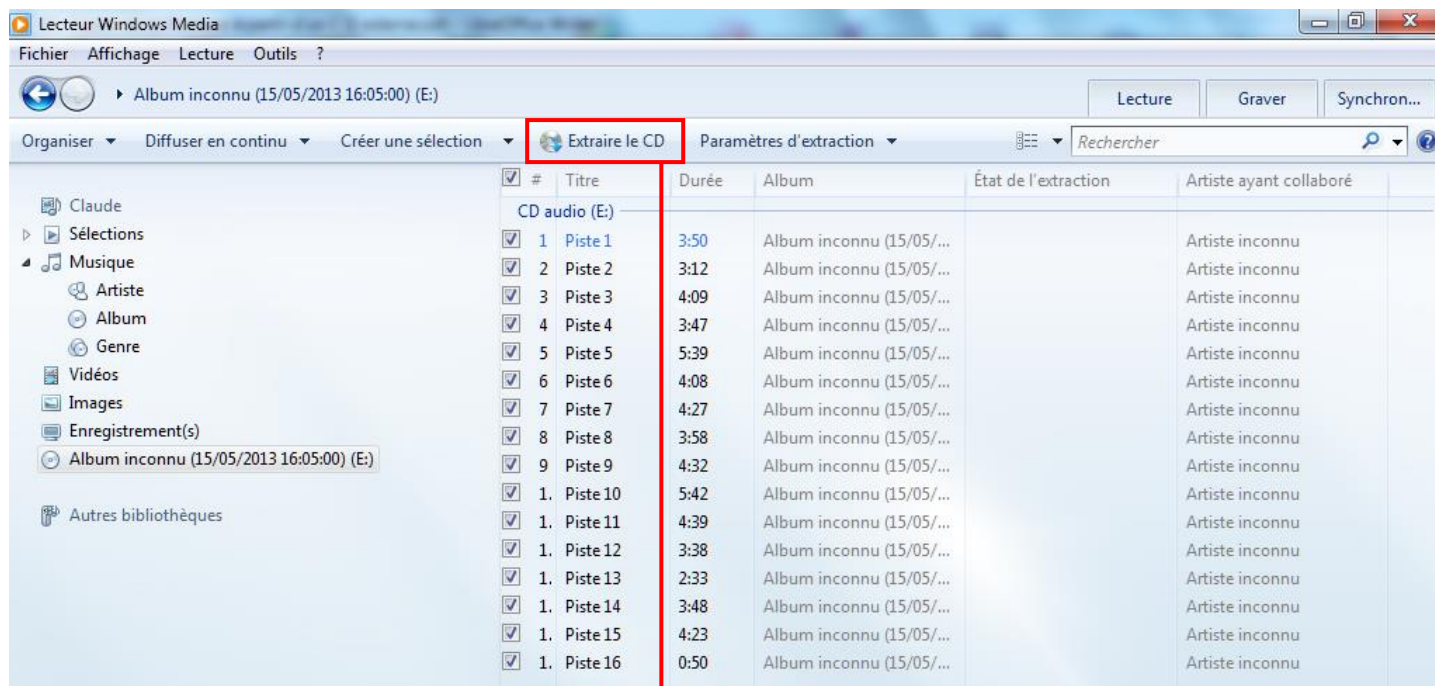 Lecteur Windows Media
Fichier Affichage Lecture Outils ?
Album inconnu (15/05/2013 16:05:00) (E:)
Lecture Graver Synchron...
Organiser Diffuser en continu Créer une sélection Extraire le CD Paramètres d'extraction Rechercher
# Titre Durée Album État de l'extraction Artiste ayant collaboré
Claude
Sélections
Musique
Artiste
Album
Genre
Vidéos
Images
Enregistrement(s)
Album inconnu (15/05/2013 16:05:00) (E:)
Autres bibliothèques
CD audio (E:)
1 Piste 1 3:50 Album inconnu (15/05/... Artiste inconnu
2 Piste 2 3:12 Album inconnu (15/05/... Artiste inconnu
3 Piste 3 4:09 Album inconnu (15/05/... Artiste inconnu
4 Piste 4 3:47 Album inconnu (15/05/... Artiste inconnu
5 Piste 5 5:39 Album inconnu (15/05/... Artiste inconnu
6 Piste 6 4:08 Album inconnu (15/05/... Artiste inconnu
7 Piste 7 4:27 Album inconnu (15/05/... Artiste inconnu
8 Piste 8 3:58 Album inconnu (15/05/... Artiste inconnu
9 Piste 9 4:32 Album inconnu (15/05/... Artiste inconnu
1. Piste 10 5:42 Album inconnu (15/05/... Artiste inconnu
1. Piste 11 4:39 Album inconnu (15/05/... Artiste inconnu
1. Piste 12 3:38 Album inconnu (15/05/... Artiste inconnu
1. Piste 13 2:33 Album inconnu (15/05/... Artiste inconnu
1. Piste 14 3:48 Album inconnu (15/05/... Artiste inconnu
1. Piste 15 4:23 Album inconnu (15/05/... Artiste inconnu
1. Piste 16 0:50 Album inconnu (15/05/... Artiste inconnu